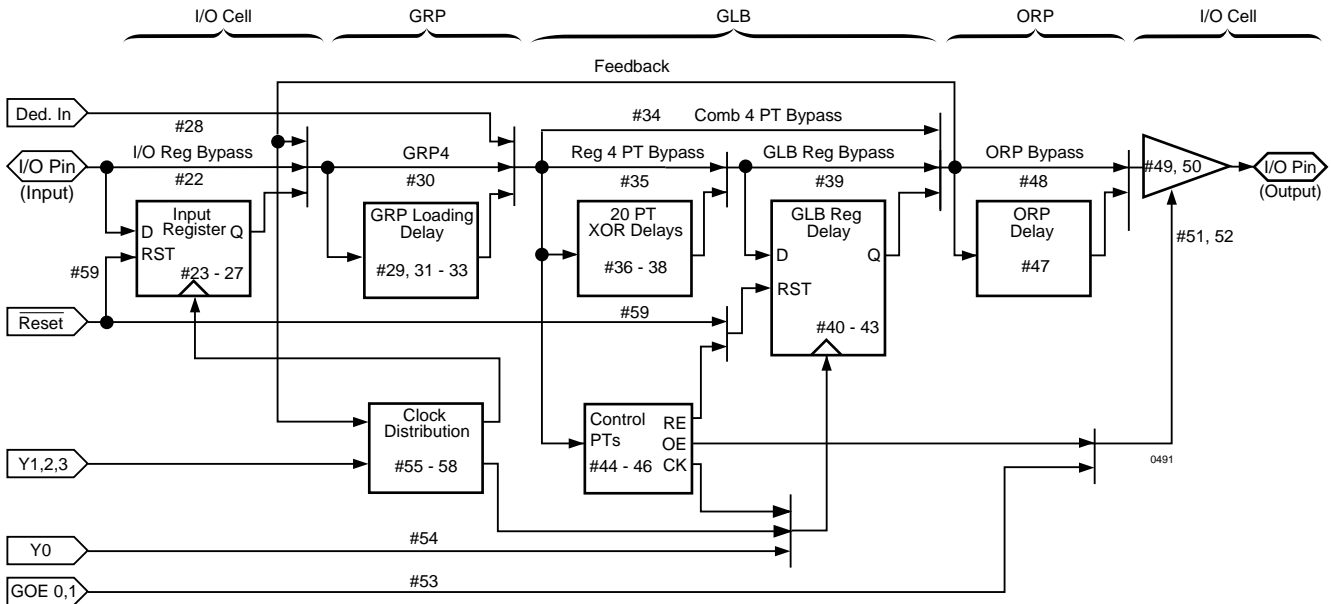 I/O Cell
GRP
GLB
ORP
I/O Cell
Feedback
Ded. In
#28
#34
Comb 4 PT Bypass
I/O Pin
(Input)
I/O Reg Bypass
#22
GRP4
#30
Reg 4 PT Bypass
#35
GLB Reg Bypass
#39
ORP Bypass
#48
#49, 50
I/O Pin
(Output)
Input
Register
D
Q
RST
#23 - 27
GRP Loading
Delay
#29, 31 - 33
20 PT
XOR Delays
#36 - 38
GLB Reg
Delay
D
Q
RST
#40 - 43
ORP
Delay
#47
#51, 52
#59
Reset
#59
Clock
Distribution
#55 - 58
Control
PTs
#44 - 46
RE
OE
CK
Y1,2,3
0491
Y0
#54
GOE 0,1
#53